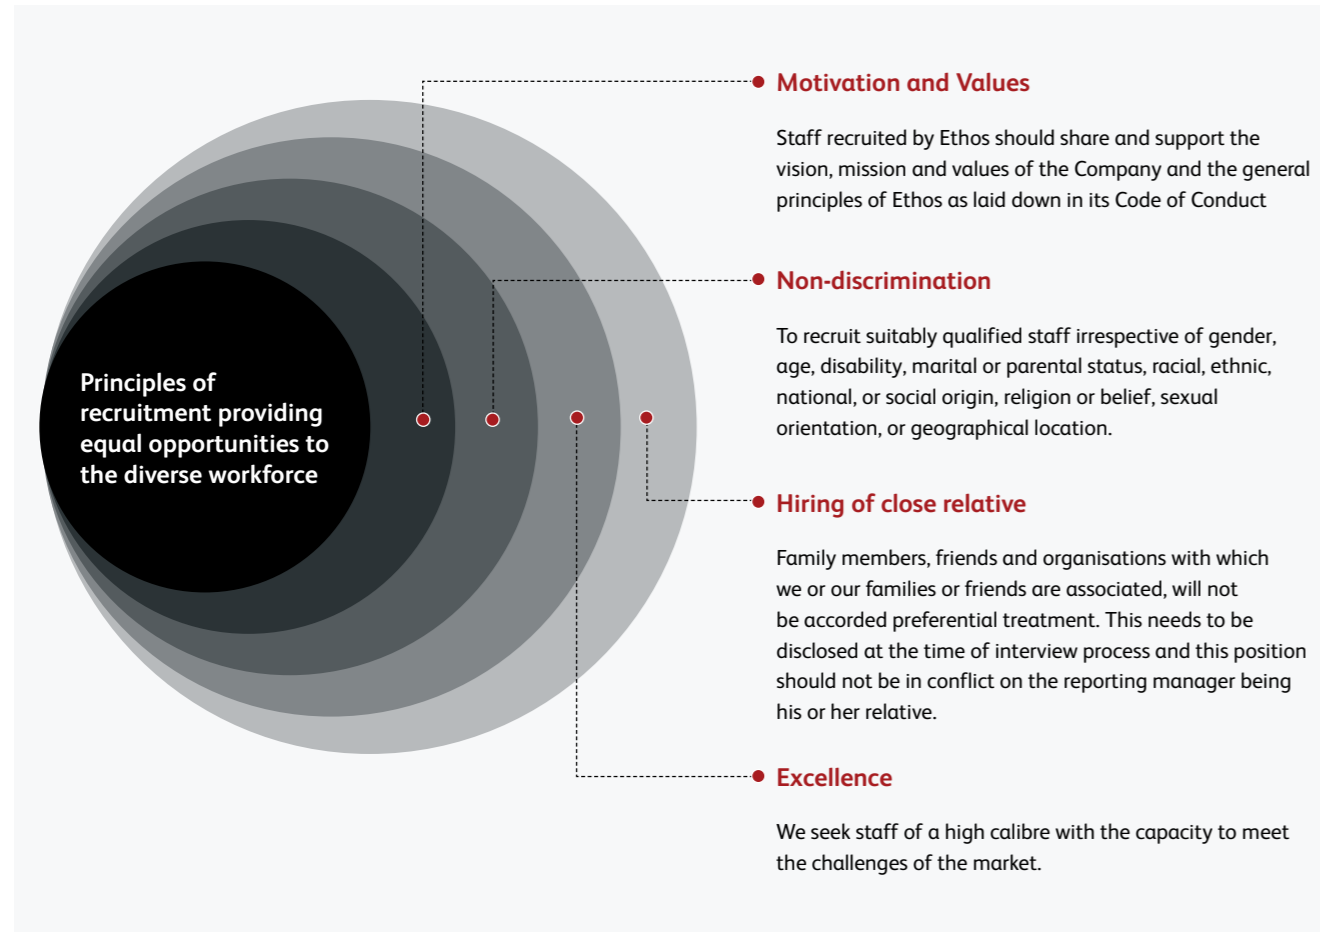 Principles of
recruitment providing
equal opportunities to
the diverse workforce
Motivation and Values
Staff recruited by Ethos should share and support the
vision, mission and values of the Company and the general
principles of Ethos as laid down in its Code of Conduct
Non-discrimination
To recruit suitably qualified staff irrespective of gender,
age, disability, marital or parental status, racial, ethnic,
national, or social origin, religion or belief, sexual
orientation, or geographical location.
Hiring of close relative
Family members, friends and organisations with which
we or our families or friends are associated, will not
be accorded preferential treatment. This needs to be
disclosed at the time of interview process and this position
should not be in conflict on the reporting manager being
his or her relative.
Excellence
We seek staff of a high calibre with the capacity to meet
the challenges of the market.